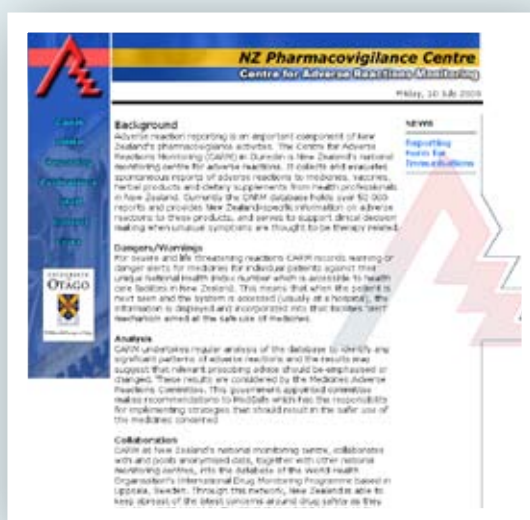 NZ Pharmacovigilance Centre
Centre for Adverse Reactions Monitoring
Friday, 10 July
CARM
Reporting
Conference
Staff
Contact
Links
UNIVERSITY
OTAGO
NEWS
Reporting
Form for
Immunisations
Background
Adverse reaction reporting is an important component of New
Zealand's pharmacovigilance activities. The Centre for Adverse
Reactions Monitoring (CARM) in Dunedin is New Zealand's national
monitoring centre for adverse reactions. It collects and evaluates
spontaneous reports of adverse reactions to medicines, vaccines,
herbal products and dietary supplements from health professionals
in New Zealand. Currently the CARM database holds over 50 000
reports and provides New Zealand-specific information on adverse
reactions to these products, and serves to support clinical decision
making when unusual symptoms are thought to be therapy related.
Dangers/Warnings
For severe and life threatening reactions CARM records warning or
danger alerts for medicines for individual patients against their
unique National Health Index number which is accessible to health
care facilities in New Zealand. This means that when the patient is
next seen and the system is accessed (usually at a hospital), the
information is displayed and incorporated into that facilities 'alert'
mechanism aimed at the safe use of medicines.
Analysis
CARM undertakes regular analysis of the database to identify any
significant patterns of adverse reactions and the results may
suggest that relevant prescribing advice should be emphasised or
changed. These results are considered by the Medicines Adverse
Reactions Committee. This government appointed committee
makes recommendations to Medsafe which has the responsibility
for implementing strategies that should result in the safer use of
the medicines concerned.
Collaboration
CARM as New Zealand's national monitoring centre, collaborates
with and pools anonymised data, together with other national
monitoring centres, into the database of the World Health
Organisation's International Drug Monitoring Programme based in
Uppsala, Sweden. Through this network, New Zealand is able to
keep abreast of the latest concerns around drug safety as they